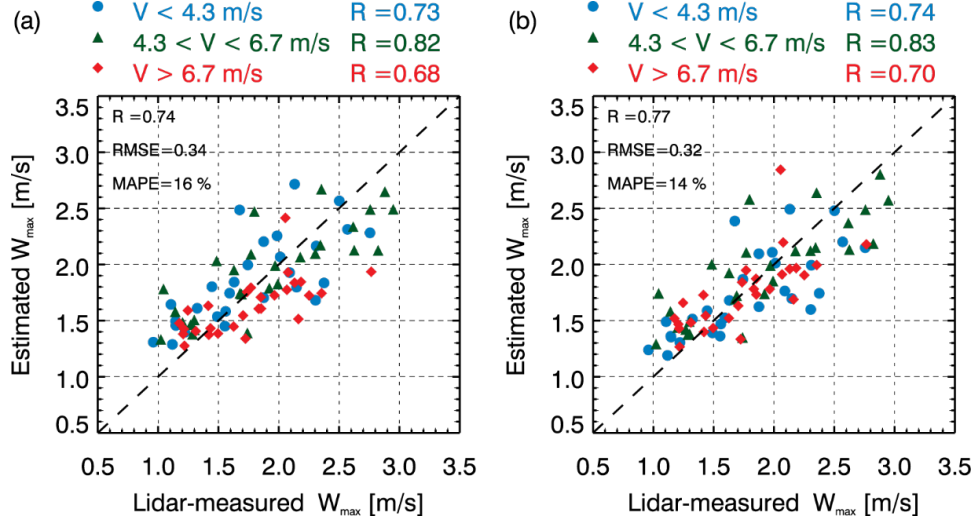 (a)
V < 4.3 m/s R =0.73
4.3 < V < 6.7 m/s R =0.82
V > 6.7 m/s R =0.68
3.5
3.0
2.5
2.0
1.5
1.0
0.5
R =0.74
RMSE=0.34
MAPE=16 %
Estimated Wmax [m/s]
0.5 1.0 1.5 2.0 2.5 3.0 3.5
Lidar-measured Wmax [m/s]
(b)
V < 4.3 m/s R =0.74
4.3 < V < 6.7 m/s R =0.83
V > 6.7 m/s R =0.70
3.5
3.0
2.5
2.0
1.5
1.0
0.5
R =0.77
RMSE=0.32
MAPE=14 %
Estimated Wmax [m/s]
0.5 1.0 1.5 2.0 2.5 3.0 3.5
Lidar-measured Wmax [m/s]